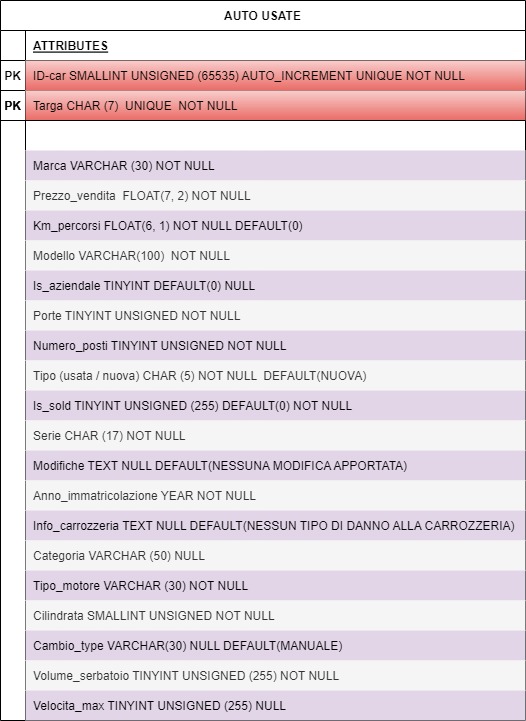 AUTO USATE
ATTRIBUTES
PK ID-car SMALLINT UNSIGNED (65535) AUTO_INCREMENT UNIQUE NOT NULL
PK Targa CHAR (7)  UNIQUE  NOT NULL
Marca VARCHAR (30) NOT NULL
Prezzo_vendita  FLOAT(7, 2) NOT NULL
Km_percorsi FLOAT(6, 1) NOT NULL DEFAULT(0)
Modello VARCHAR(100)  NOT NULL
Is_aziendale TINYINT DEFAULT(0) NULL
Porte TINYINT UNSIGNED NOT NULL
Numero_posti TINYINT UNSIGNED NOT NULL
Tipo (usata / nuova) CHAR (5) NOT NULL  DEFAULT(NUOVA)
Is_sold TINYINT UNSIGNED (255) DEFAULT(0) NOT NULL
Serie CHAR (17) NOT NULL
Modifiche TEXT NULL DEFAULT(NESSUNA MODIFICA APPORTATA)
Anno_immatricolazione YEAR NOT NULL
Info_carrozzeria TEXT NULL DEFAULT(NESSUN TIPO DI DANNO ALLA CARROZZERIA)
Categoria VARCHAR (50) NULL
Tipo_motore VARCHAR (30) NOT NULL
Cilindrata SMALLINT UNSIGNED NOT NULL
Cambio_type VARCHAR(30) NULL DEFAULT(MANUALE)
Volume_serbatoio TINYINT UNSIGNED (255) NOT NULL
Velocita_max TINYINT UNSIGNED (255) NULL